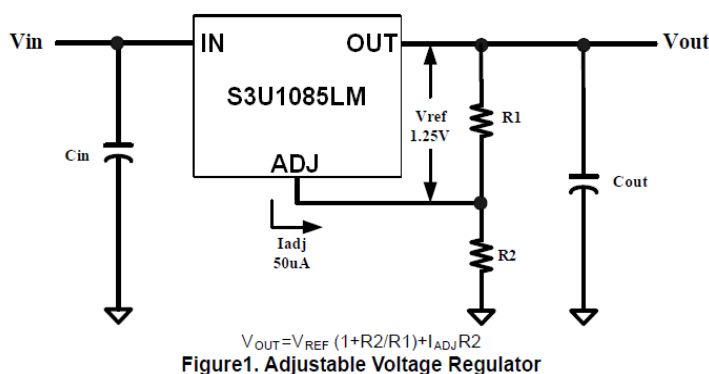 Vin
IN
OUT
Vout
S3U1085LM
Vref
1.25V
R1
Cin
ADJ
Cout
Iadj
50uA
R2
VOUT=VREF (1+R2/R1)+IADJR2
Figure1. Adjustable Voltage Regulator